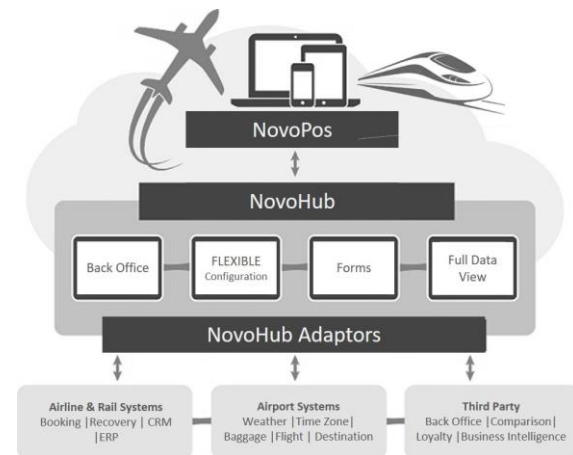 NovoPos
NovoHub
Back Office
FLEXIBLE
Configuration
Forms
Full Data
View
NovoHub Adaptors
Airline & Rail Systems
Booking |Recovery | CRM
|ERP
Airport Systems
Weather |Time Zone|
Baggage |Flight | Destination
Third Party
Back Office |Comparison|
Loyalty |Business Intelligence